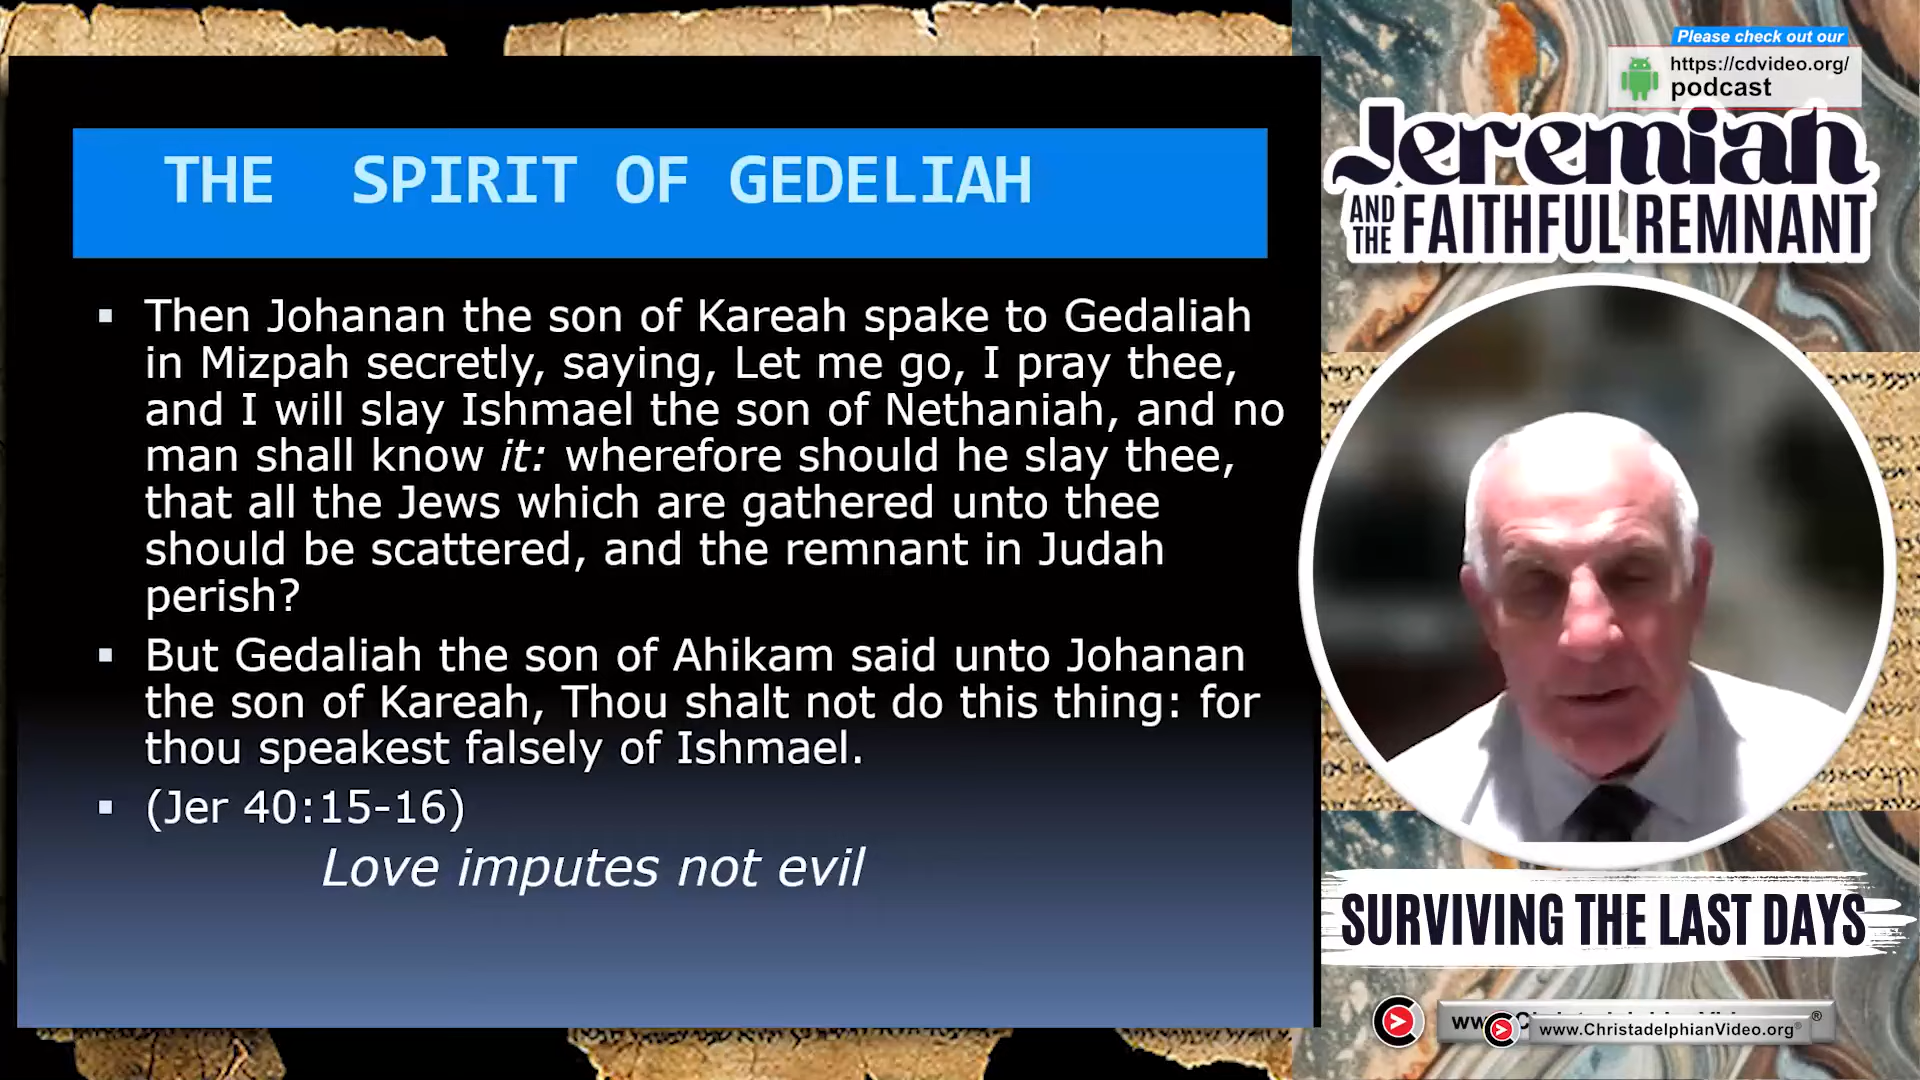 THE SPIRIT OF GEDELIAH
Then Johanan the son of Kareah spake to Gedaliah
in Mizpah secretly, saying, Let me go, I pray thee,
and I will slay Ishmael the son of Nethaniah, and no
man shall know it: wherefore should he slay thee,
that all the Jews which are gathered unto thee
should be scattered, and the remnant in Judah
perish?
But Gedaliah the son of Ahikam said unto Johanan
the son of Kareah, Thou shalt not do this thing: for
thou speakest falsely of Ishmael.
(Jer 40:15-16)
Love imputes not evil
Please check out our
https://cdvideo.org/
podcast
Jeremiah
AND THE FAITHFUL REMNANT
SURVIVING THE LAST DAYS
www.ChristadelphianVideo.org®